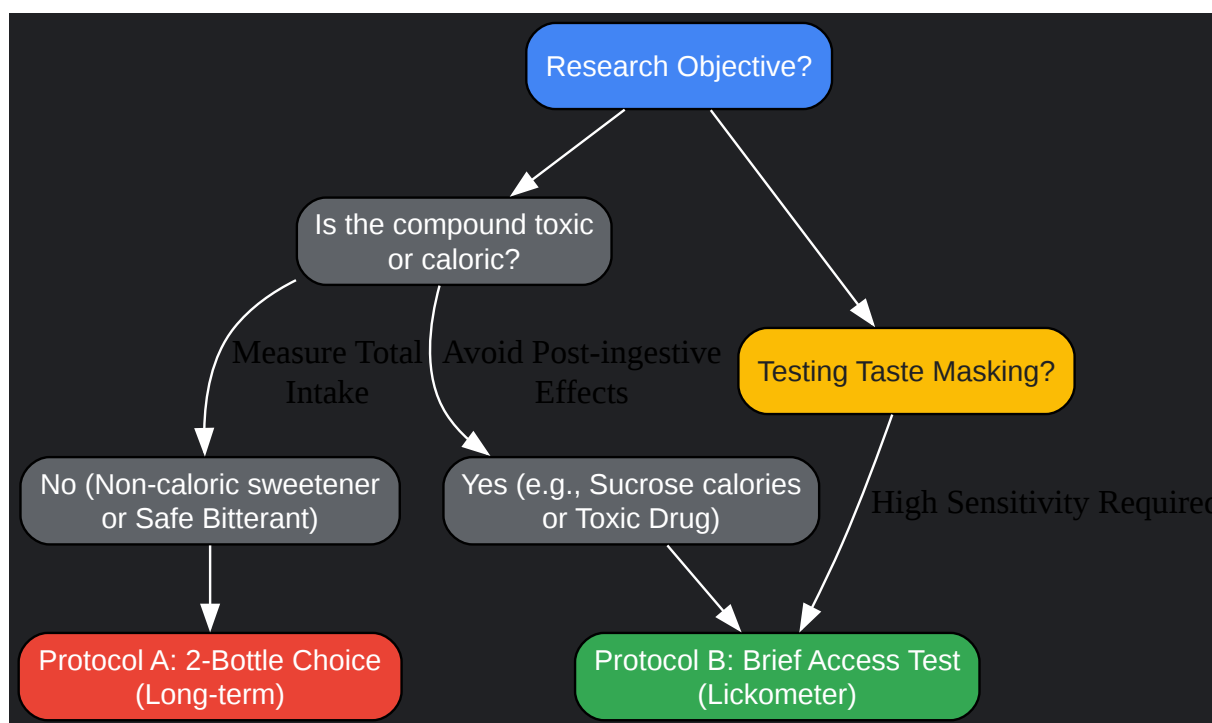 Research Objective?
Is the compound toxic
or caloric?
Measure Total
Intake
Avoid Post-ingestive
Effects
Testing Taste Masking?
No (Non-caloric sweetener
or Safe Bitterant)
Yes (e.g., Sucrose calories
or Toxic Drug)
High Sensitivity Required
Protocol A: 2-Bottle Choice
(Long-term)
Protocol B: Brief Access Test
(Lickometer)